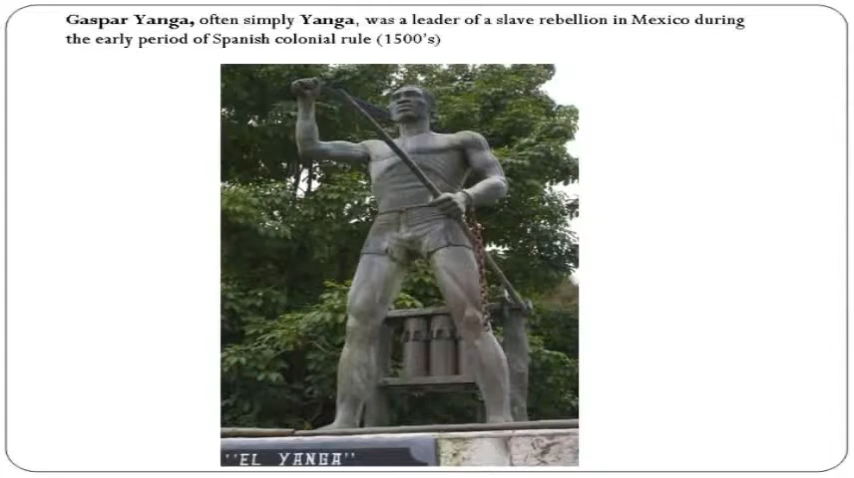 Gaspar Yanga, often simply Yanga, was a leader of a slave rebellion in Mexico during
the early period of Spanish colonial rule (1500's)
"EL YANGA"